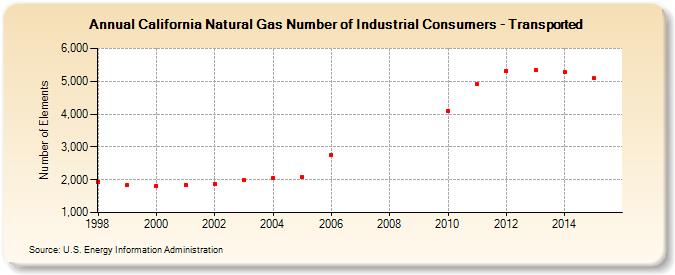 Annual California Natural Gas Number of Industrial Consumers - Transported
Number of Elements
6,000
5,000
4,000
3,000
2,000
1,000
1998 2000 2002 2004 2006 2008 2010 2012 2014
Source: U.S. Energy Information Administration